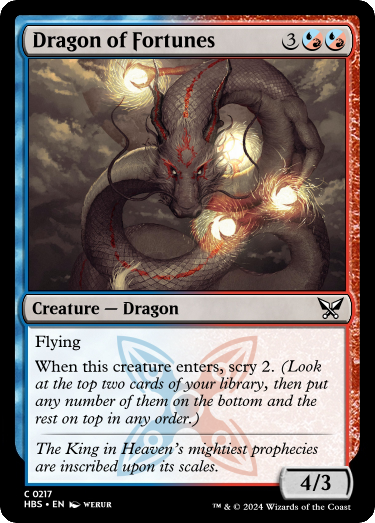 Dragon of Fortunes 3
Creature — Dragon
Flying
When this creature enters, scry 2. (Look
at the top two cards of your library, then put
any number of them on the bottom and the
rest on top in any order.)
The King in Heaven's mightiest prophecies
are inscribed upon its scales.
4/3
C 0217
HBS • EN WERUR
™ & © 2024 Wizards of the Coast